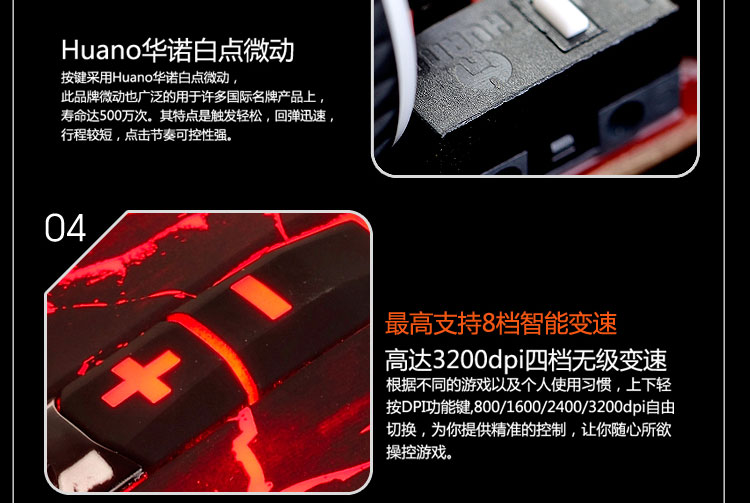 Huano华诺白点微动
按键采用Huano华诺白点微动，
此品牌微动也广泛的用于许多国际名牌产品上，
寿命达500万次。其特点是触发轻松，回弹迅速，
行程较短，点击节奏可控性强。
04
最高支持8档智能变速
高达3200dpi四档无级变速
根据不同的游戏以及个人使用习惯，上下轻
按DPI功能键,800/1600/2400/3200dpi自由
切换，为你提供精准的控制，让你随心所欲
操控游戏。